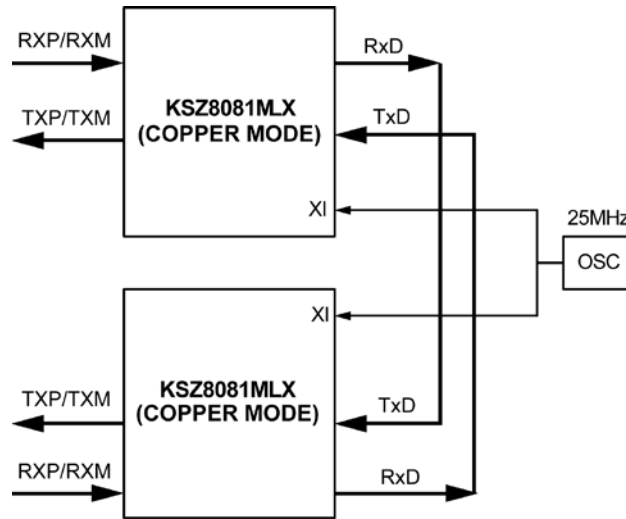 RXP/RXM
RxD
KSZ8081MLX
(COPPER MODE)
TXP/TXM
TxD
XI
25MHz
OSC
XI
KSZ8081MLX
(COPPER MODE)
TXP/TXM
TxD
RXP/RXM
RxD